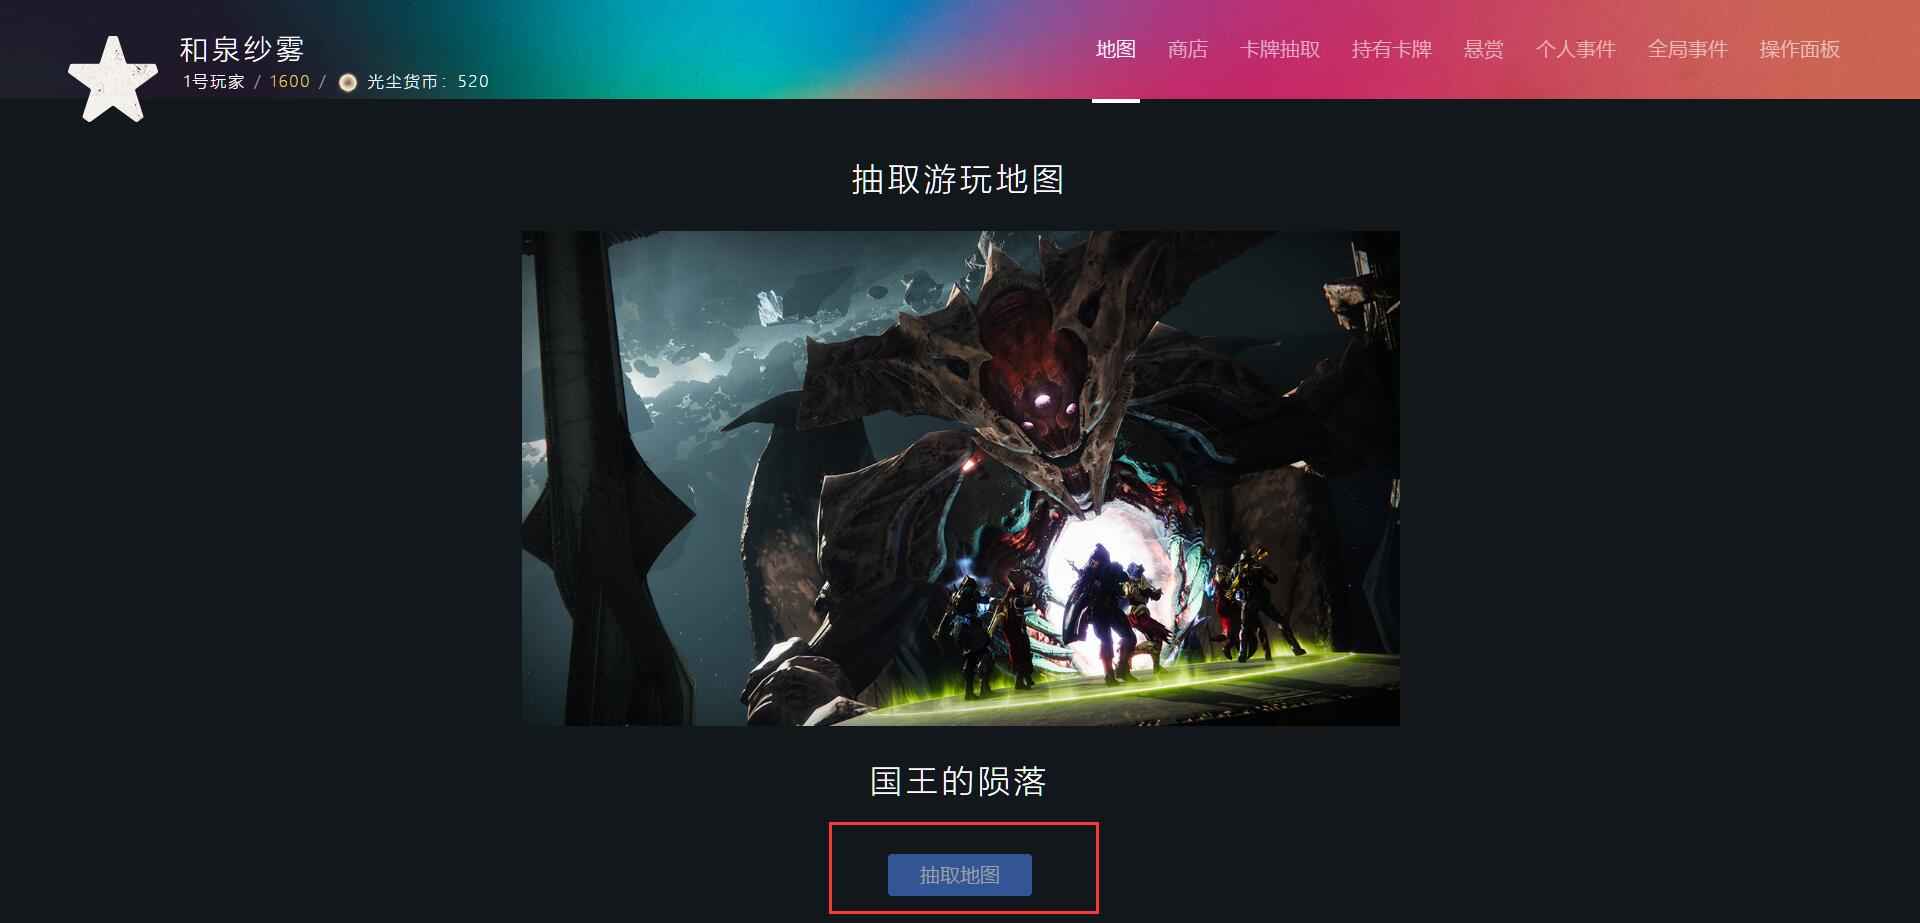 和泉纱雾
1号玩家 / 1600 / 光尘货币: 520
地图 商店 卡牌抽取 持有卡牌 悬赏 个人事件 全局事件 操作面板
抽取游玩地图
国王的陨落
抽取地图